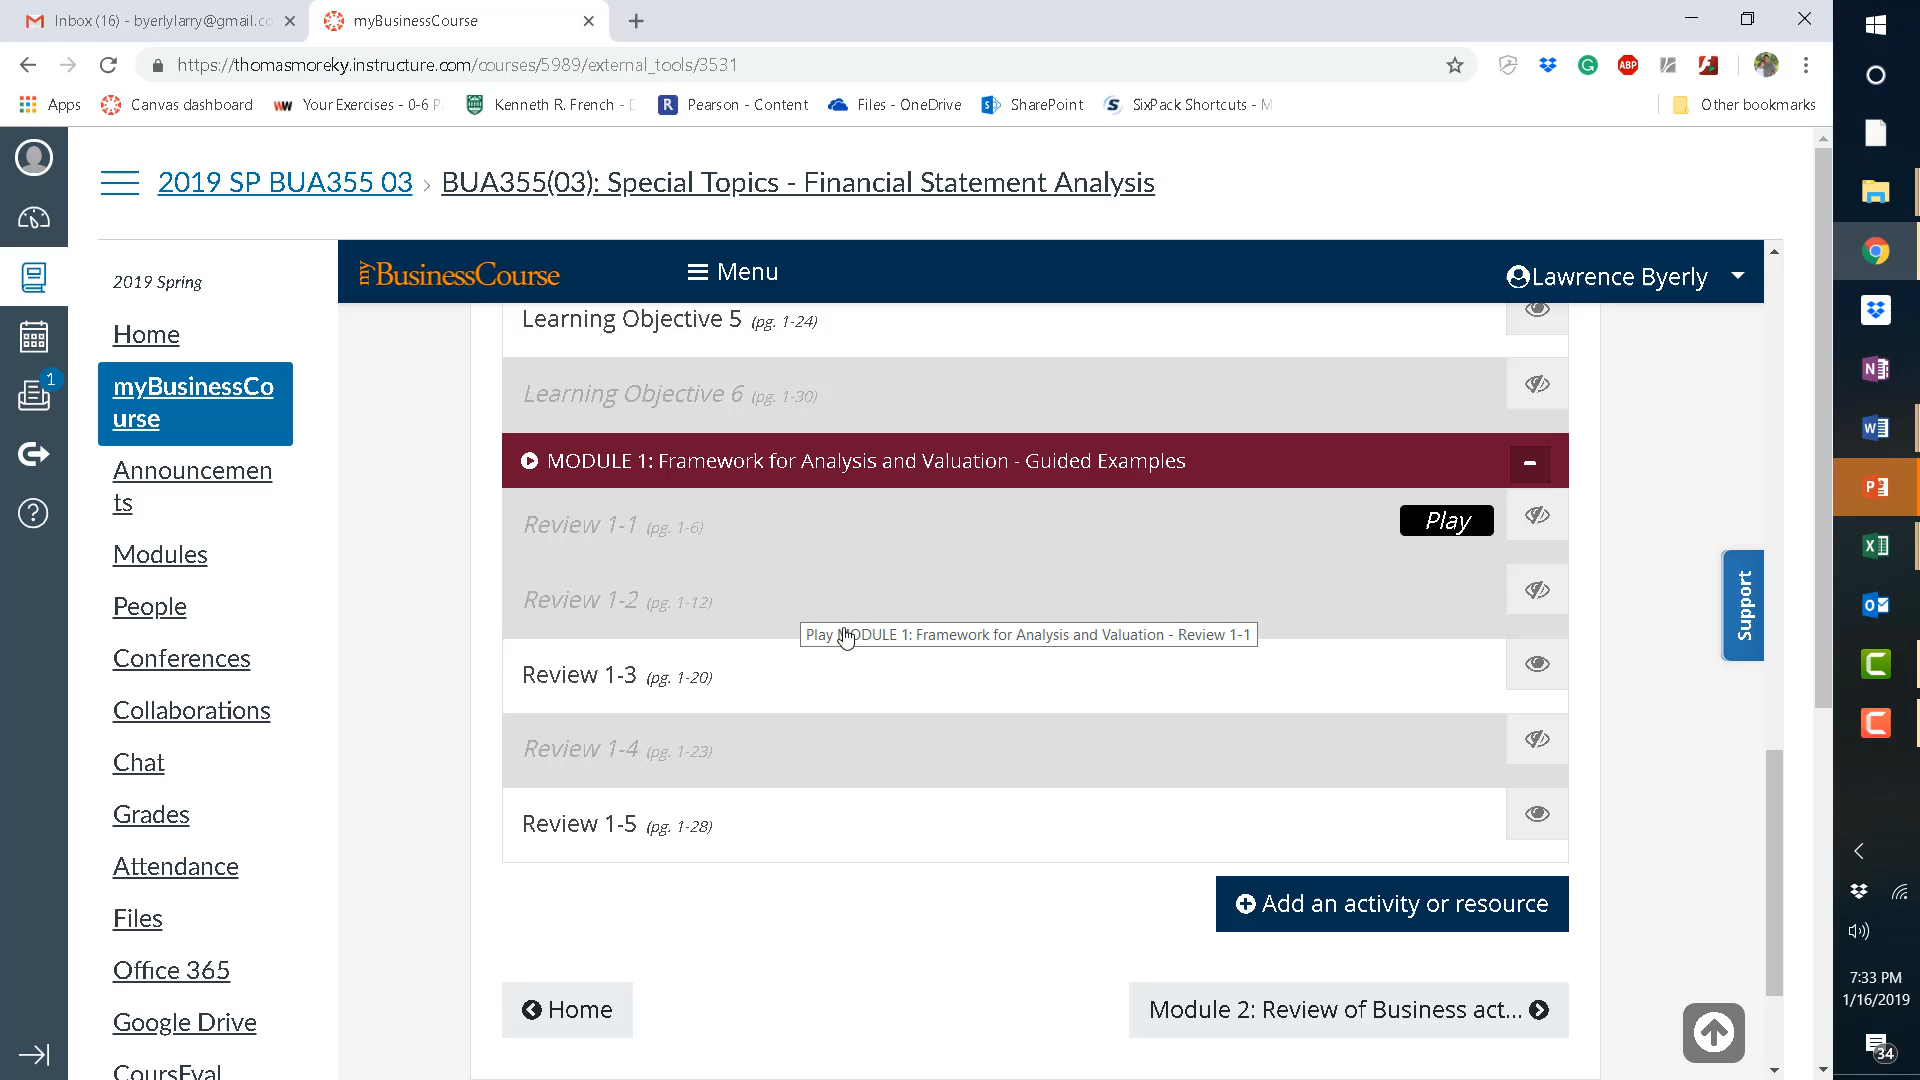 Inbox (16) - byerlylarry@gmail.co
myBusinessCourse
https://thomasmoreky.instructure.com/courses/5989/external_tools/3531
ABP
Apps
Canvas dashboard
Your Exercises - 0-6 P
Kenneth R. French - D
Pearson - Content
Files - OneDrive
SharePoint
SixPack Shortcuts - M
Other bookmarks
2019 SP BUA355 03 › BUA355(03): Special Topics - Financial Statement Analysis
1
2019 Spring
Home
myBusinessCo
urse
Announcemen
ts
Modules
People
Conferences
Collaborations
Chat
Grades
Attendance
Files
Office 365
Google Drive
CoursEval
myBusinessCourse
Menu
Lawrence Byerly
Learning Objective 5 (pg. 1-24)
Learning Objective 6 (pg. 1-30)
MODULE 1: Framework for Analysis and Valuation - Guided Examples
Review 1-1 (pg. 1-6)
Play
Review 1-2 (pg. 1-12)
Play MODULE 1: Framework for Analysis and Valuation - Review 1-1
Review 1-3 (pg. 1-20)
Review 1-4 (pg. 1-23)
Review 1-5 (pg. 1-28)
Add an activity or resource
Home
Module 2: Review of Business act...
Support
7:33 PM
1/16/2019
34